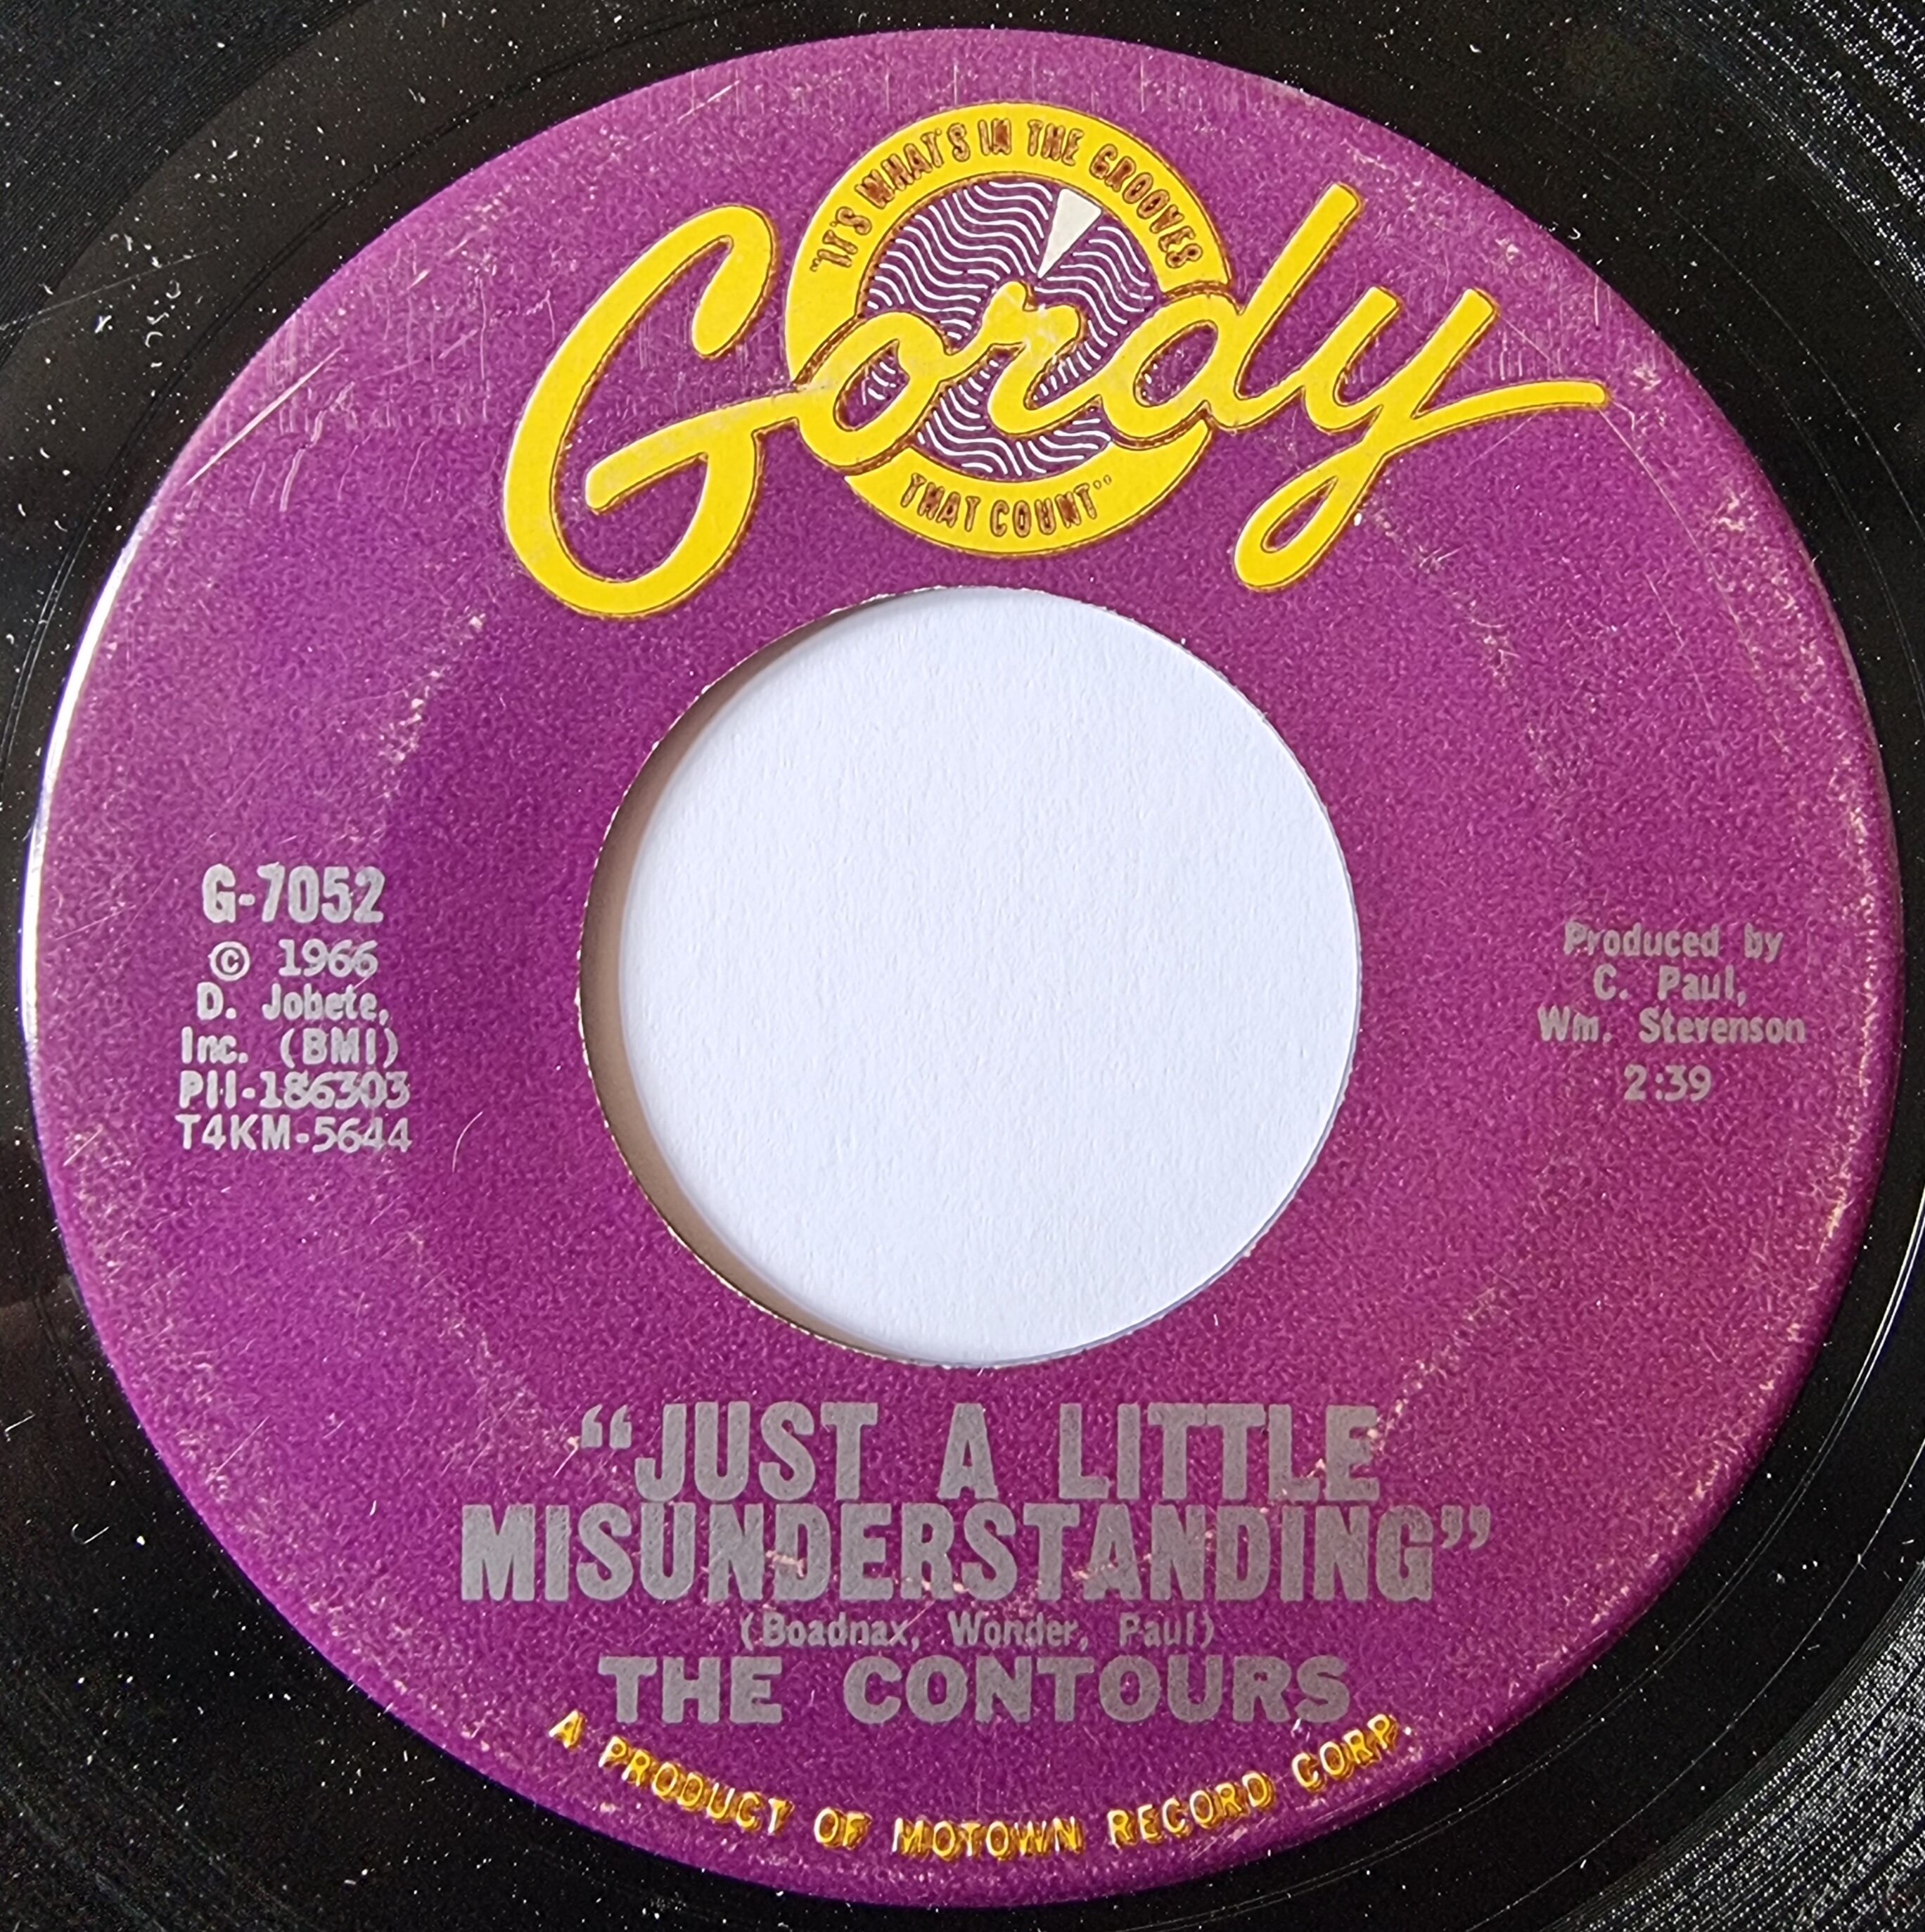 "IT'S WHAT'S IN THE GROOVES
Gordy
THAT COUNT"
G-7052
© 1966
D. Jobete,
Inc. (BMI)
PH-186303
T4KM-5644
Produced by
C. Paul,
Wm. Stevenson
2:39
“JUST A LITTLE
MISUNDERSTANDING”
(Boadnax, Wonder, Paul)
THE CONTOURS
A PRODUCT OF MOTOWN RECORD CORP.